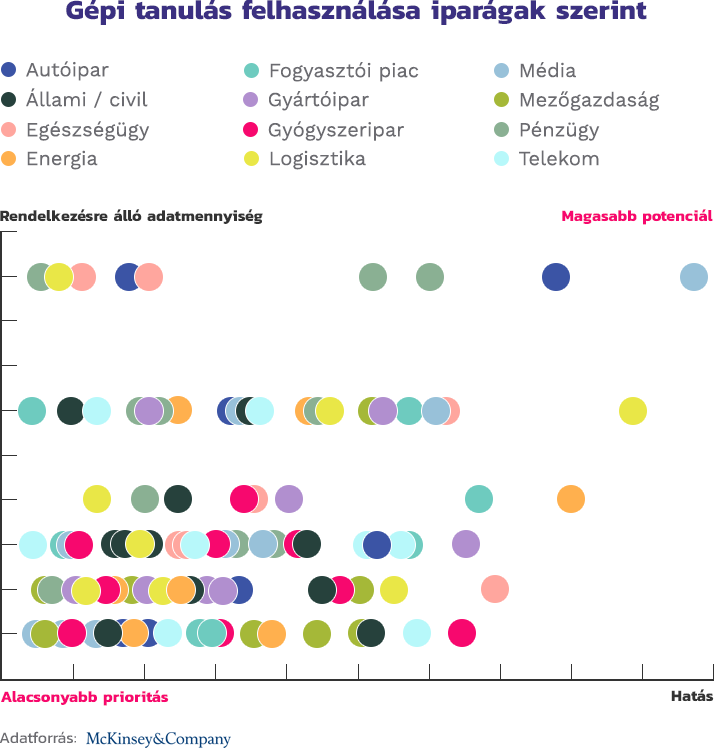 Gépi tanulás felhasználása iparágak szerint
Autóipar
Állami / civil
Egészségügy
Energia
Fogyasztói piac
Gyártóipar
Gyógyszeripar
Logisztika
Média
Mezőgazdaság
Pénzügy
Telekom
Rendelkezésre álló adatmennyiség
Magasabb potenciál
Alacsonyabb prioritás
Hatás
Adatforrás: McKinsey&Company